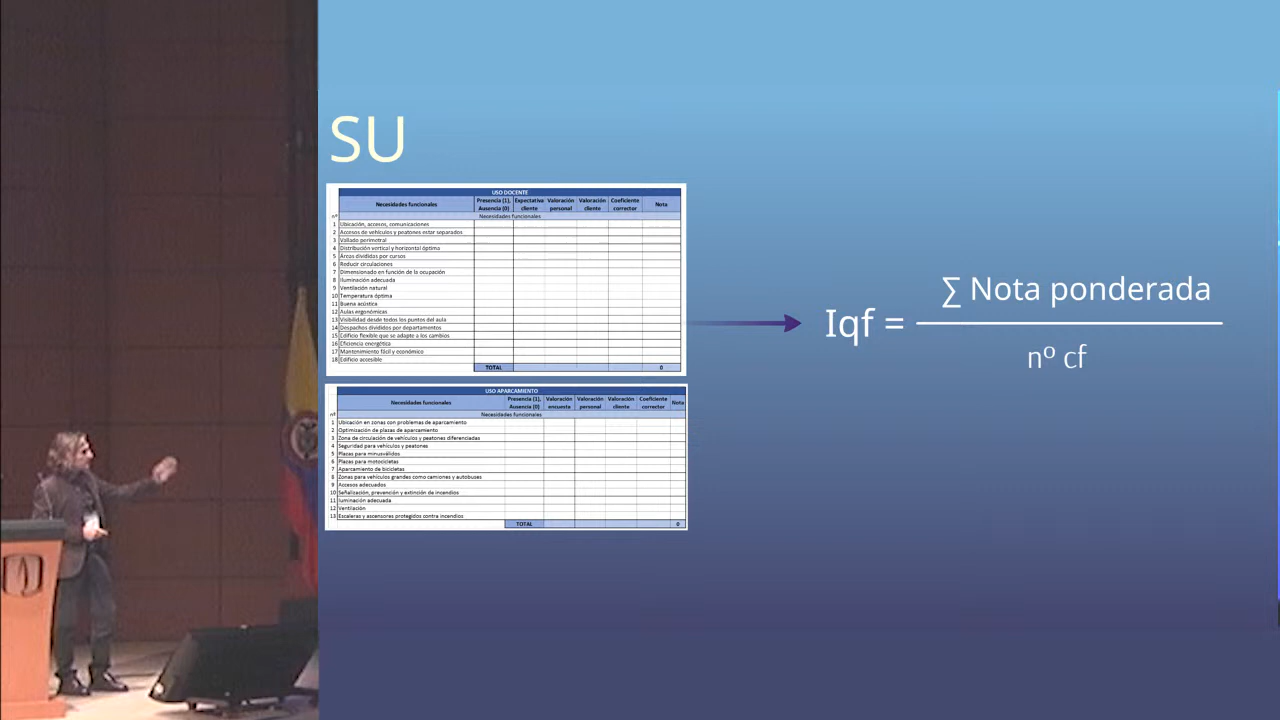 SU
USO DOCENTE
nº Necesidades funcionales Presencia (1), Ausencia (0) Expectativa cliente Valoración personal Valoración cliente Coeficiente corrector Nota
Necesidades funcionales
1 Ubicación, accesos, comunicaciones
2 Accesos de vehículos y peatones estar separados
3 Vallado perimetral
4 Distribución vertical y horizontal óptima
5 Áreas divididas por cursos
6 Reducir circulaciones
7 Dimensionado en función de la ocupación
8 Iluminación adecuada
9 Ventilación natural
10 Temperatura óptima
11 Buena acústica
12 Aulas ergonómicas
13 Visibilidad desde todos los puntos del aula
14 Despachos divididos por departamentos
15 Edificio flexible que se adapte a los cambios
16 Eficiencia energética
17 Mantenimiento fácil y económico
18 Edificio accesible
TOTAL 0
USO APARCAMIENTO
nº Necesidades funcionales Presencia (1), Ausencia (0) Valoración encuesta Valoración personal Valoración cliente Coeficiente corrector Nota
Necesidades funcionales
1 Ubicación en zonas con problemas de aparcamiento
2 Optimización de plazas de aparcamiento
3 Zona de circulación de vehículos y peatones diferenciadas
4 Seguridad para vehículos y peatones
5 Plazas para minusválidos
6 Plazas para motocicletas
7 Aparcamiento de bicicletas
8 Zonas para vehículos grandes como camiones y autobuses
9 Accesos adecuados
10 Señalización, prevención y extinción de incendios
11 Iluminación adecuada
12 Ventilación
13 Escaleras y ascensores protegidos contra incendios
TOTAL 0
∑ Nota ponderada
Iqf =
nº cf